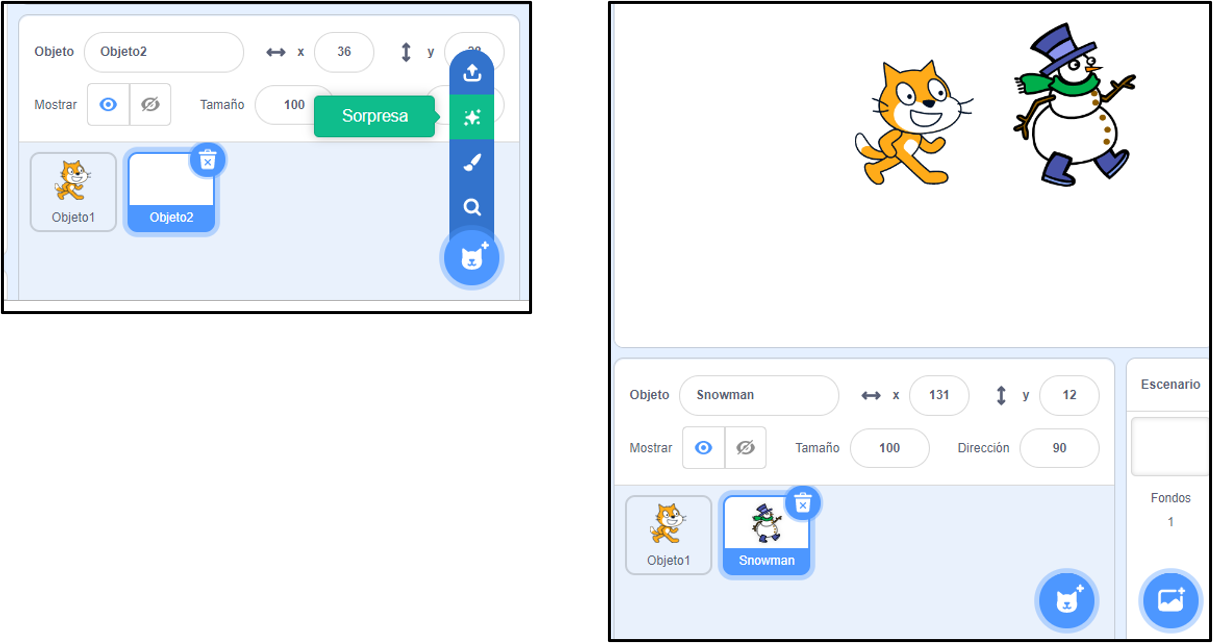 Objeto Objeto2 x 36 y
Mostrar Tamaño 100
Sorpresa
Objeto1 Objeto2
Objeto Snowman x 131 y 12
Mostrar Tamaño 100 Dirección 90
Objeto1 Snowman
Escenario
Fondos
1